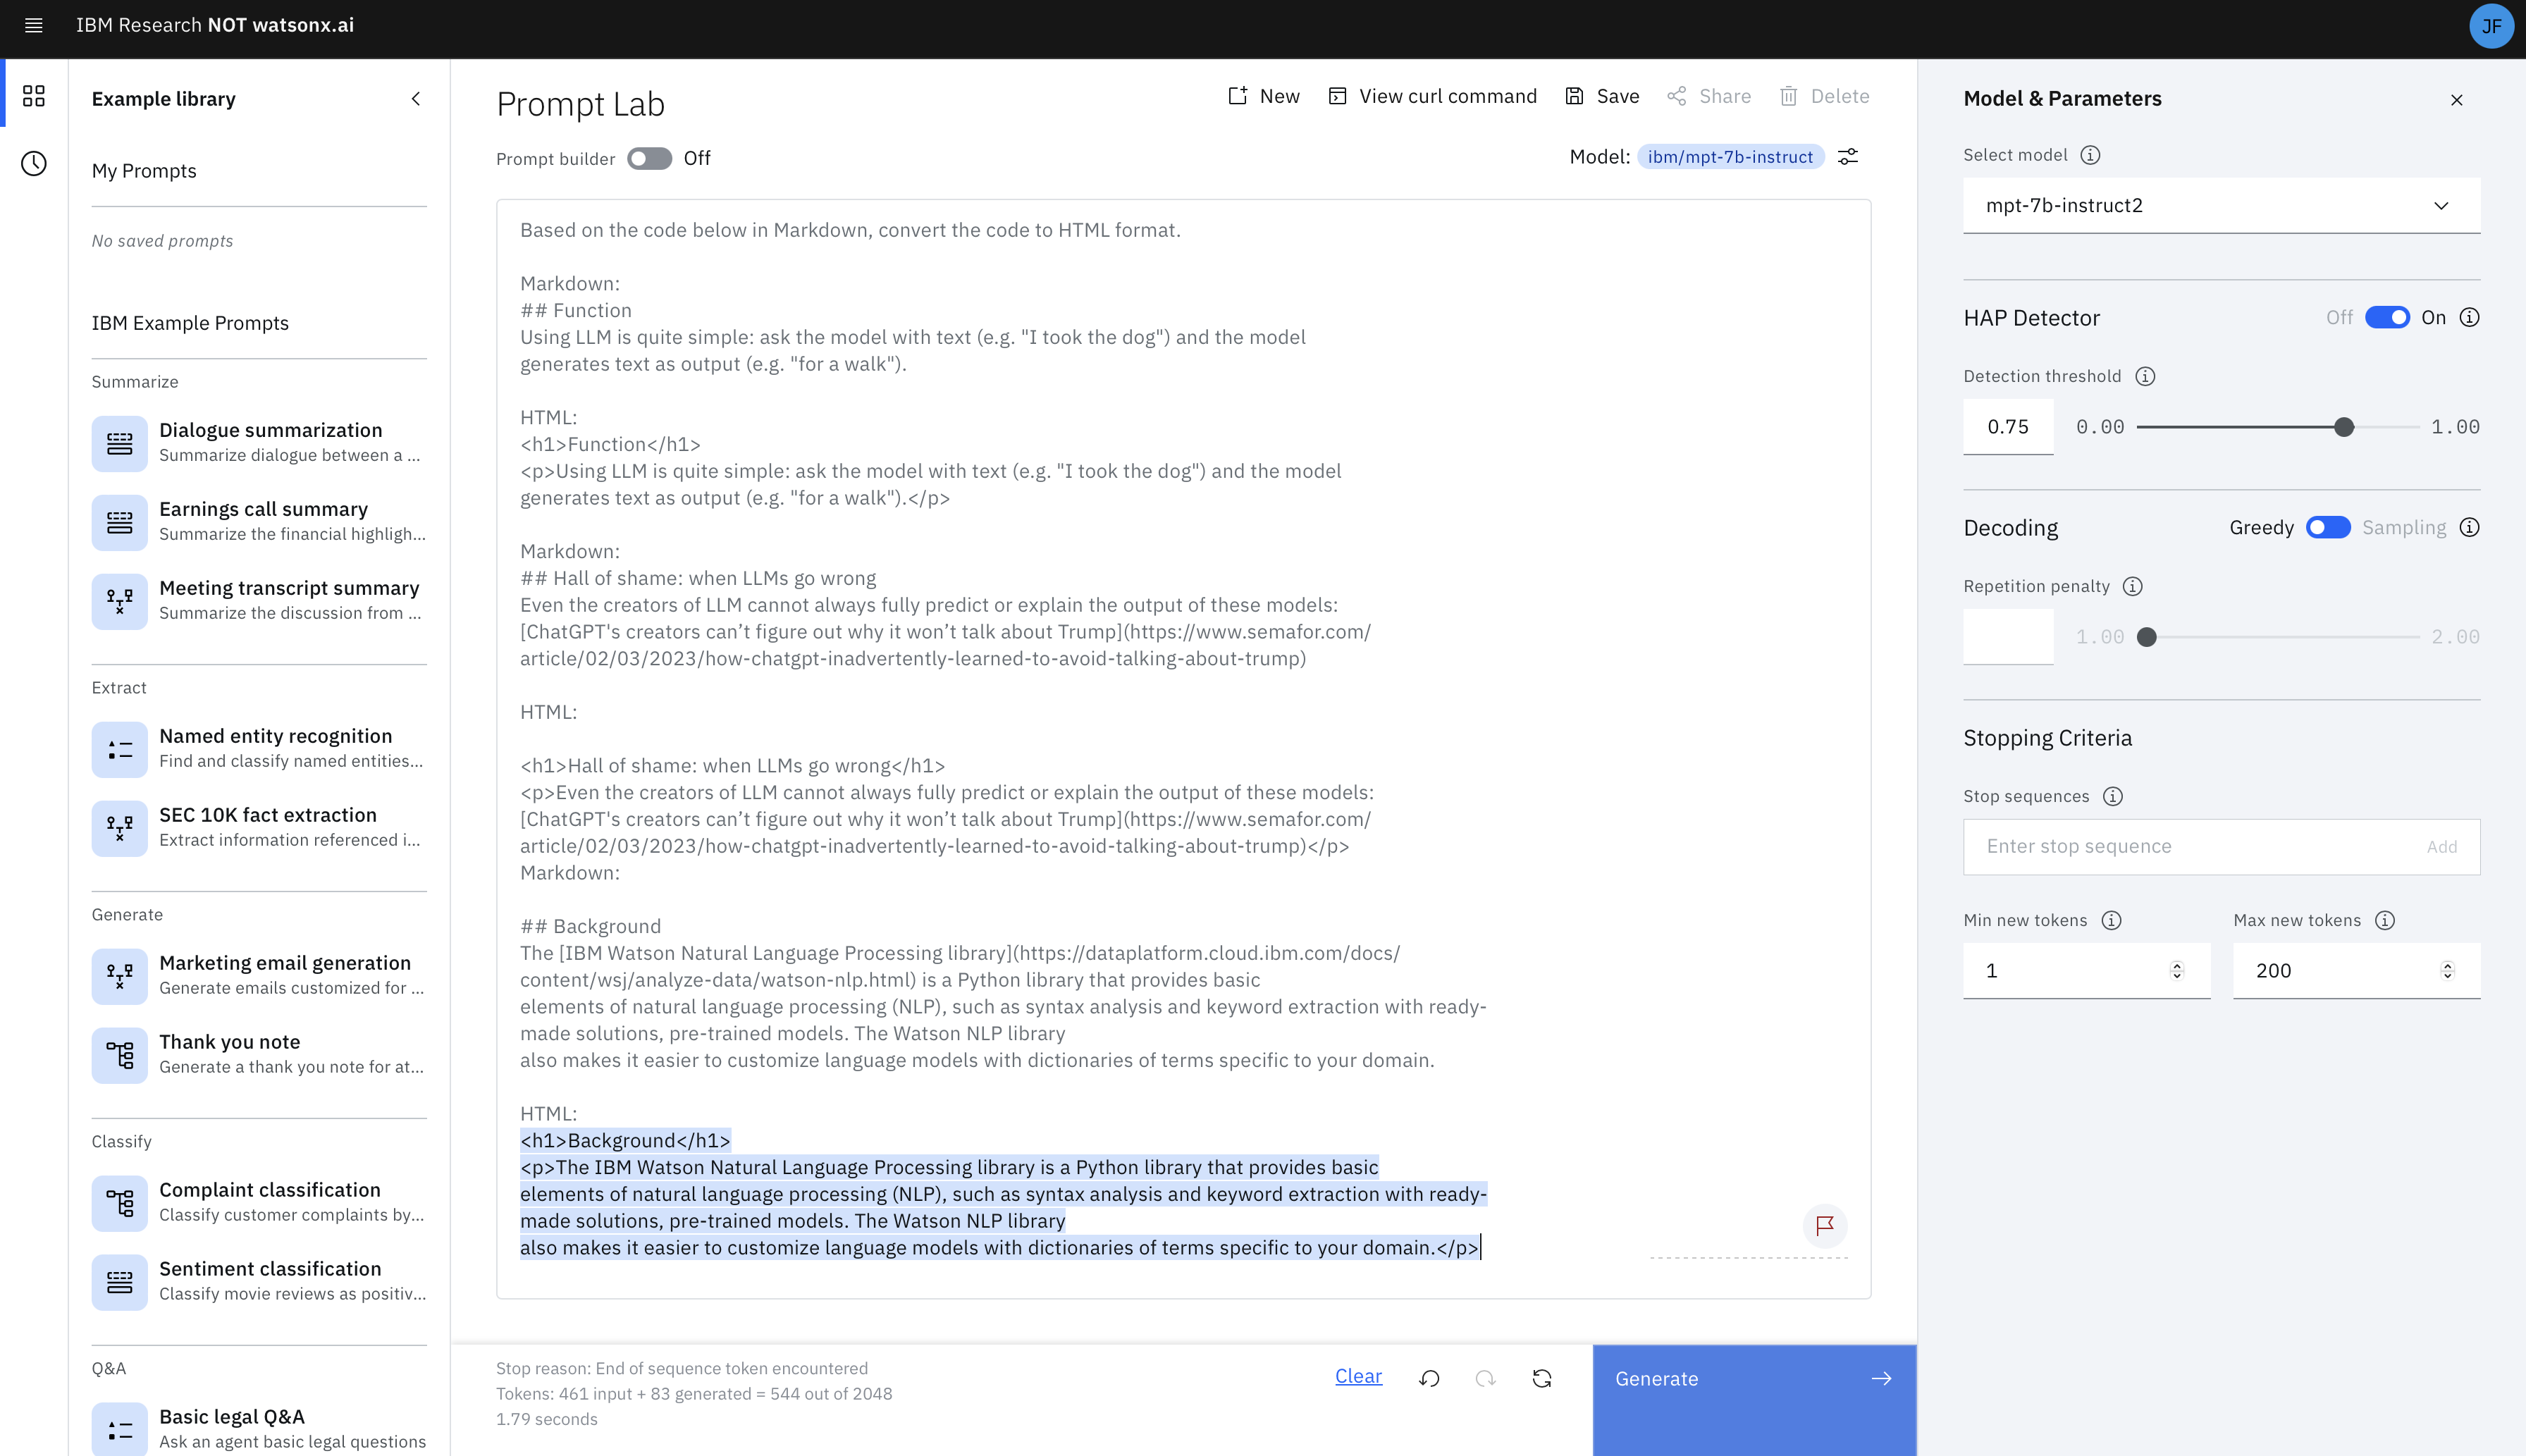 IBM Research NOT watsonx.ai
JF
Example library
My Prompts
No saved prompts
IBM Example Prompts
Summarize
Dialogue summarization
Summarize dialogue between a ...
Earnings call summary
Summarize the financial highligh...
Meeting transcript summary
Summarize the discussion from ...
Extract
Named entity recognition
Find and classify named entities...
SEC 10K fact extraction
Extract information referenced i...
Generate
Marketing email generation
Generate emails customized for ...
Thank you note
Generate a thank you note for at...
Classify
Complaint classification
Classify customer complaints by...
Sentiment classification
Classify movie reviews as positiv...
Q&A
Basic legal Q&A
Ask an agent basic legal questions
Prompt Lab
New
View curl command
Save
Share
Delete
Prompt builder Off
Model: ibm/mpt-7b-instruct
Based on the code below in Markdown, convert the code to HTML format.
Markdown:
## Function
Using LLM is quite simple: ask the model with text (e.g. "I took the dog") and the model
generates text as output (e.g. "for a walk").
HTML:
<h1>Function</h1>
<p>Using LLM is quite simple: ask the model with text (e.g. "I took the dog") and the model
generates text as output (e.g. "for a walk").</p>
Markdown:
## Hall of shame: when LLMs go wrong
Even the creators of LLM cannot always fully predict or explain the output of these models:
[ChatGPT's creators can’t figure out why it won’t talk about Trump](https://www.semafor.com/
article/02/03/2023/how-chatgpt-inadvertently-learned-to-avoid-talking-about-trump)
HTML:
<h1>Hall of shame: when LLMs go wrong</h1>
<p>Even the creators of LLM cannot always fully predict or explain the output of these models:
[ChatGPT's creators can’t figure out why it won’t talk about Trump](https://www.semafor.com/
article/02/03/2023/how-chatgpt-inadvertently-learned-to-avoid-talking-about-trump)</p>
Markdown:
## Background
The [IBM Watson Natural Language Processing library](https://dataplatform.cloud.ibm.com/docs/
content/wsj/analyze-data/watson-nlp.html) is a Python library that provides basic
elements of natural language processing (NLP), such as syntax analysis and keyword extraction with ready-
made solutions, pre-trained models. The Watson NLP library
also makes it easier to customize language models with dictionaries of terms specific to your domain.
HTML:
<h1>Background</h1>
<p>The IBM Watson Natural Language Processing library is a Python library that provides basic
elements of natural language processing (NLP), such as syntax analysis and keyword extraction with ready-
made solutions, pre-trained models. The Watson NLP library
also makes it easier to customize language models with dictionaries of terms specific to your domain.</p>
Stop reason: End of sequence token encountered
Tokens: 461 input + 83 generated = 544 out of 2048
1.79 seconds
Clear
Generate
Model & Parameters
Select model
mpt-7b-instruct2
HAP Detector Off On
Detection threshold
0.75 0.00 1.00
Decoding Greedy Sampling
Repetition penalty
1.00 2.00
Stopping Criteria
Stop sequences
Enter stop sequence Add
Min new tokens Max new tokens
1 200